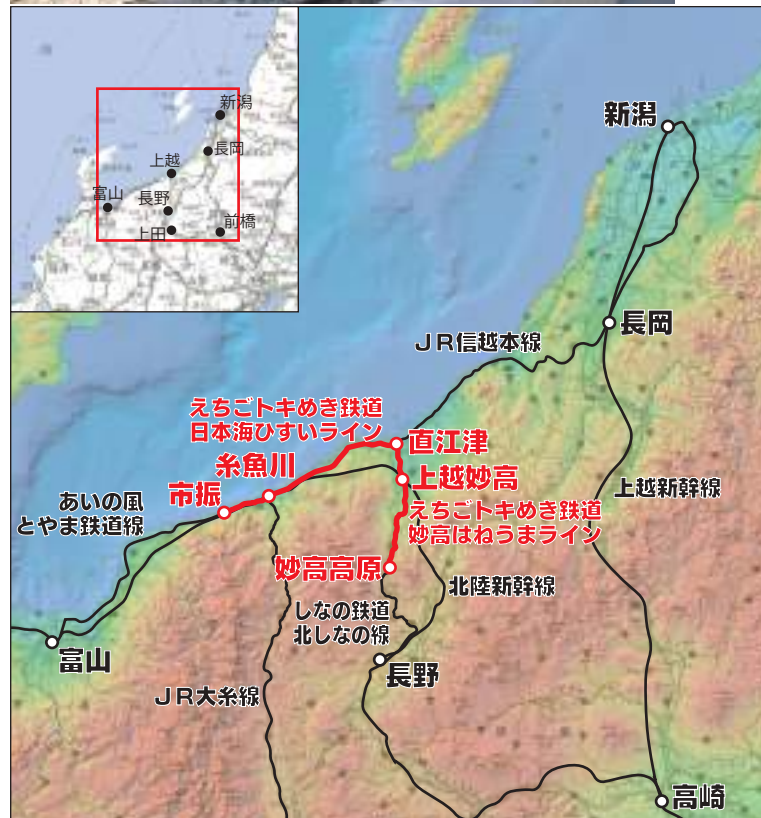 新潟
長岡
上越
富山
長野
前橋
上田
新潟
長岡
JR信越本線
えちごトキめき鉄道
日本海ひすいライン
直江津
糸魚川
上越妙高
市振
上越新幹線
あいの風
とやま鉄道線
えちごトキめき鉄道
妙高はねうまライン
妙高高原
北陸新幹線
しなの鉄道
北しなの線
富山
長野
JR大糸線
高崎